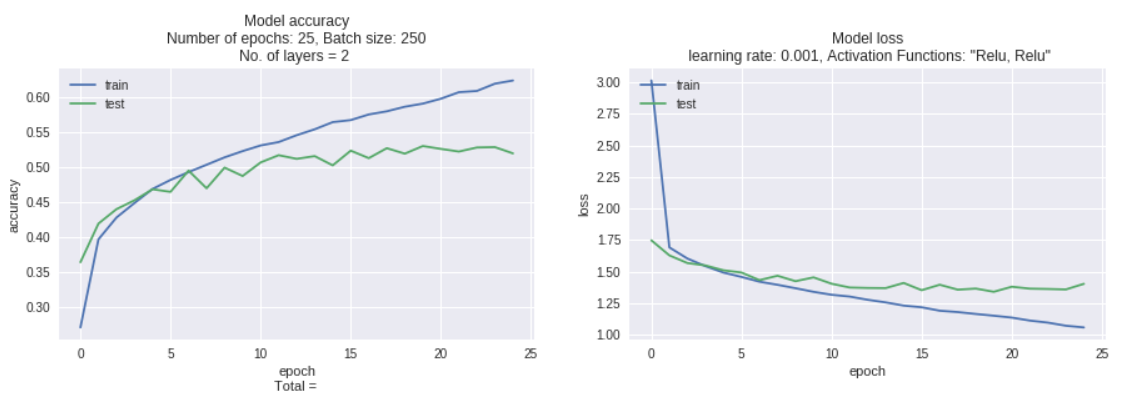 Model accuracy
Number of epochs: 25, Batch size: 250
No. of layers = 2
train
test
0.60
0.55
0.50
0.45
0.40
0.35
0.30
accuracy
0 5 10 15 20 25
epoch
Total =
Model loss
learning rate: 0.001, Activation Functions: "Relu, Relu"
train
test
3.00
2.75
2.50
2.25
2.00
1.75
1.50
1.25
1.00
loss
0 5 10 15 20 25
epoch